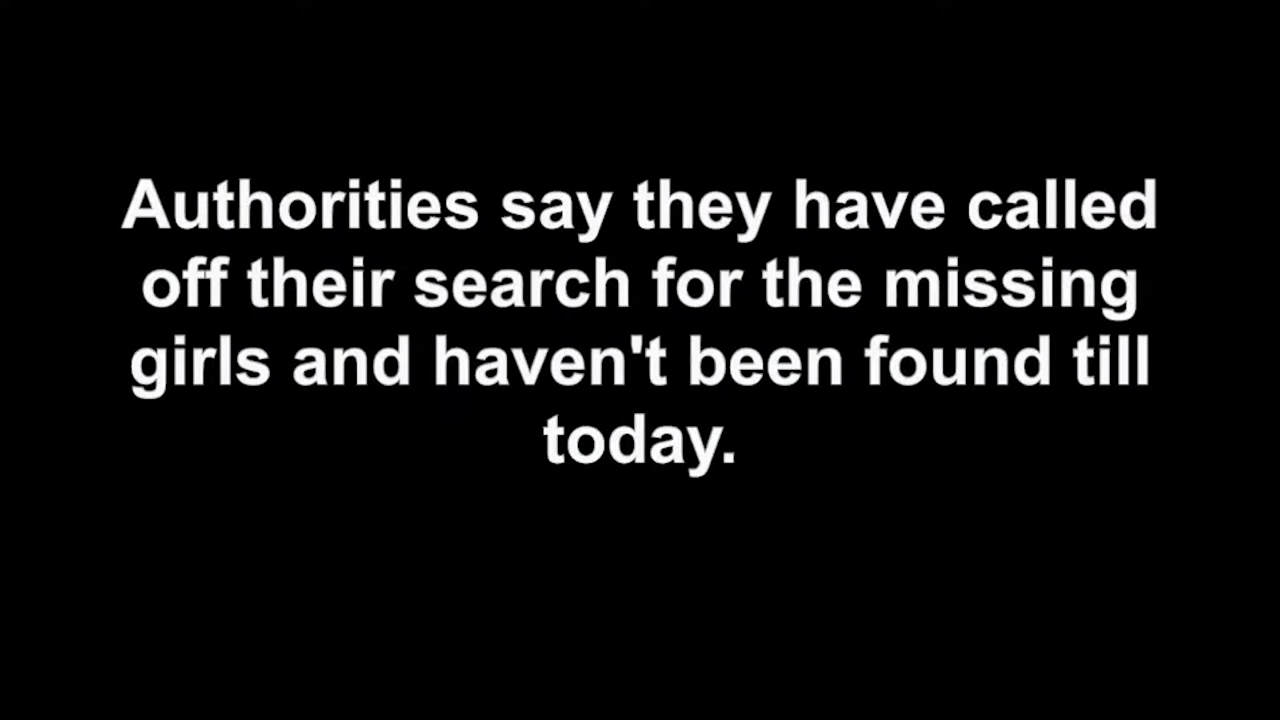 Authorities say they have called
off their search for the missing
girls and haven't been found till
today.